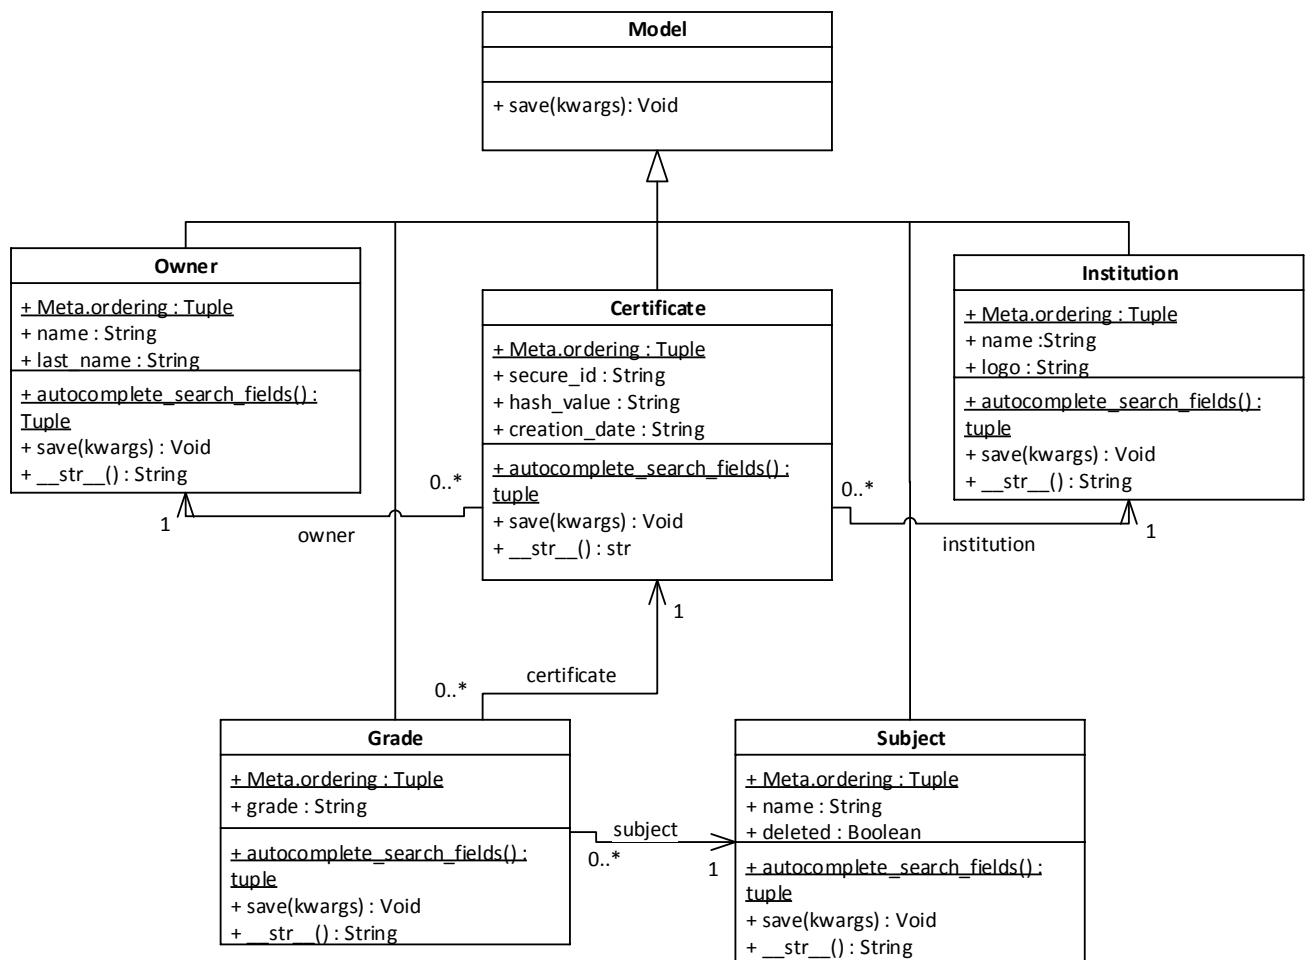 Model
+ save(kwargs): Void
Owner
+ Meta.ordering : Tuple
+ name : String
+ last_name : String
+ autocomplete_search_fields() :
Tuple
+ save(kwargs) : Void
+ __str__() : String
Certificate
+ Meta.ordering : Tuple
+ secure_id : String
+ hash_value : String
+ creation_date : String
+ autocomplete_search_fields() :
tuple
+ save(kwargs) : Void
+ __str__() : str
Institution
+ Meta.ordering : Tuple
+ name :String
+ logo : String
+ autocomplete_search_fields() :
tuple
+ save(kwargs) : Void
+ __str__() : String
0..*
1
owner
0..*
1
institution
1
certificate
0..*
Grade
+ Meta.ordering : Tuple
+ grade : String
+ autocomplete_search_fields() :
tuple
+ save(kwargs) : Void
+ __str__() : String
subject
0..*
1
Subject
+ Meta.ordering : Tuple
+ name : String
+ deleted : Boolean
+ autocomplete_search_fields() :
tuple
+ save(kwargs) : Void
+ __str__() : String